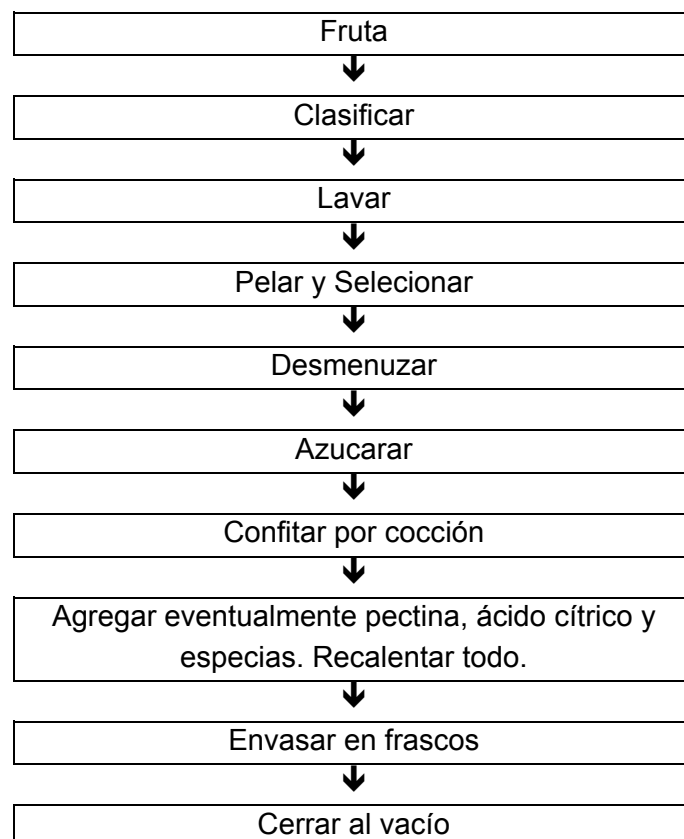 Fruta
Clasificar
Lavar
Pelar y Selecionar
Desmenuzar
Azucarar
Confitar por cocción
Agregar eventualmente pectina, ácido cítrico y
especias. Recalentar todo.
Envasar en frascos
Cerrar al vacío